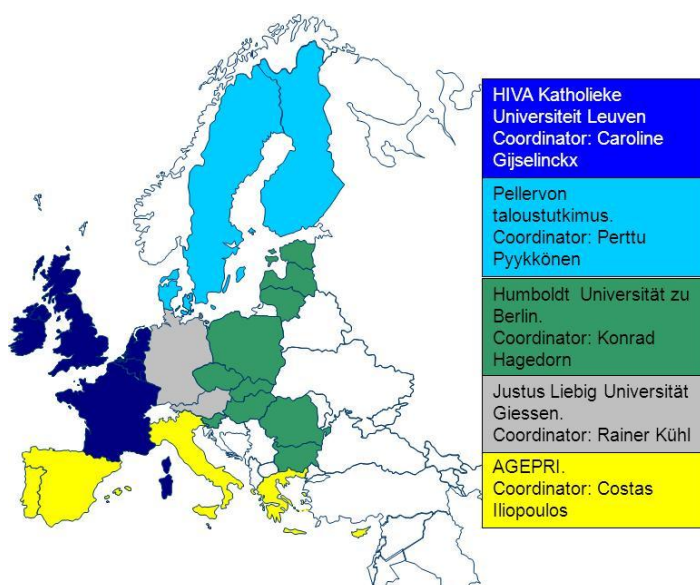 HIVA Katholieke
Universiteit Leuven
Coordinator: Caroline
Gijselinckx
Pellervon
taloustutkimus.
Coordinator: Perttu
Pyykkönen
Humboldt Universität zu
Berlin.
Coordinator: Konrad
Hagedorn
Justus Liebig Universität
Giessen.
Coordinator: Rainer Kühl
AGEPRI.
Coordinator: Costas
Iliopoulos